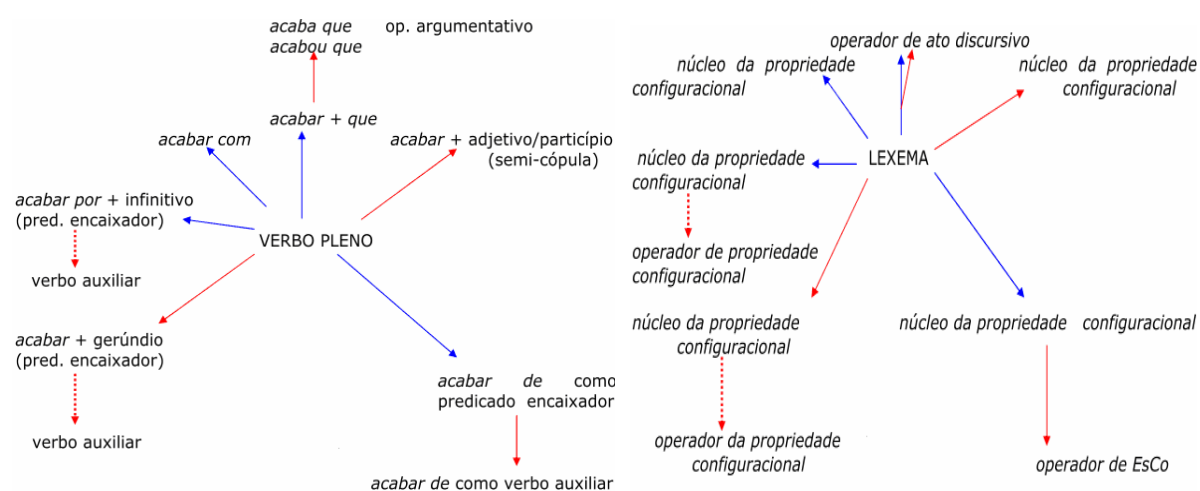 acaba que op. argumentativo
acabou que
acabar + que
acabar com
acabar + adjetivo/particípio
(semi-cópula)
acabar por + infinitivo
(pred. encaixador)
VERBO PLENO
verbo auxiliar
acabar + gerúndio
(pred. encaixador)
acabar de como
predicado encaixador
verbo auxiliar
acabar de como verbo auxiliar
operador de ato discursivo
núcleo da propriedade
configuracional
núcleo da propriedade
configuracional
núcleo da propriedade
configuracional
LEXEMA
operador de propriedade
configuracional
núcleo da propriedade
configuracional
núcleo da propriedade configuracional
operador da propriedade
configuracional
operador de EsCo